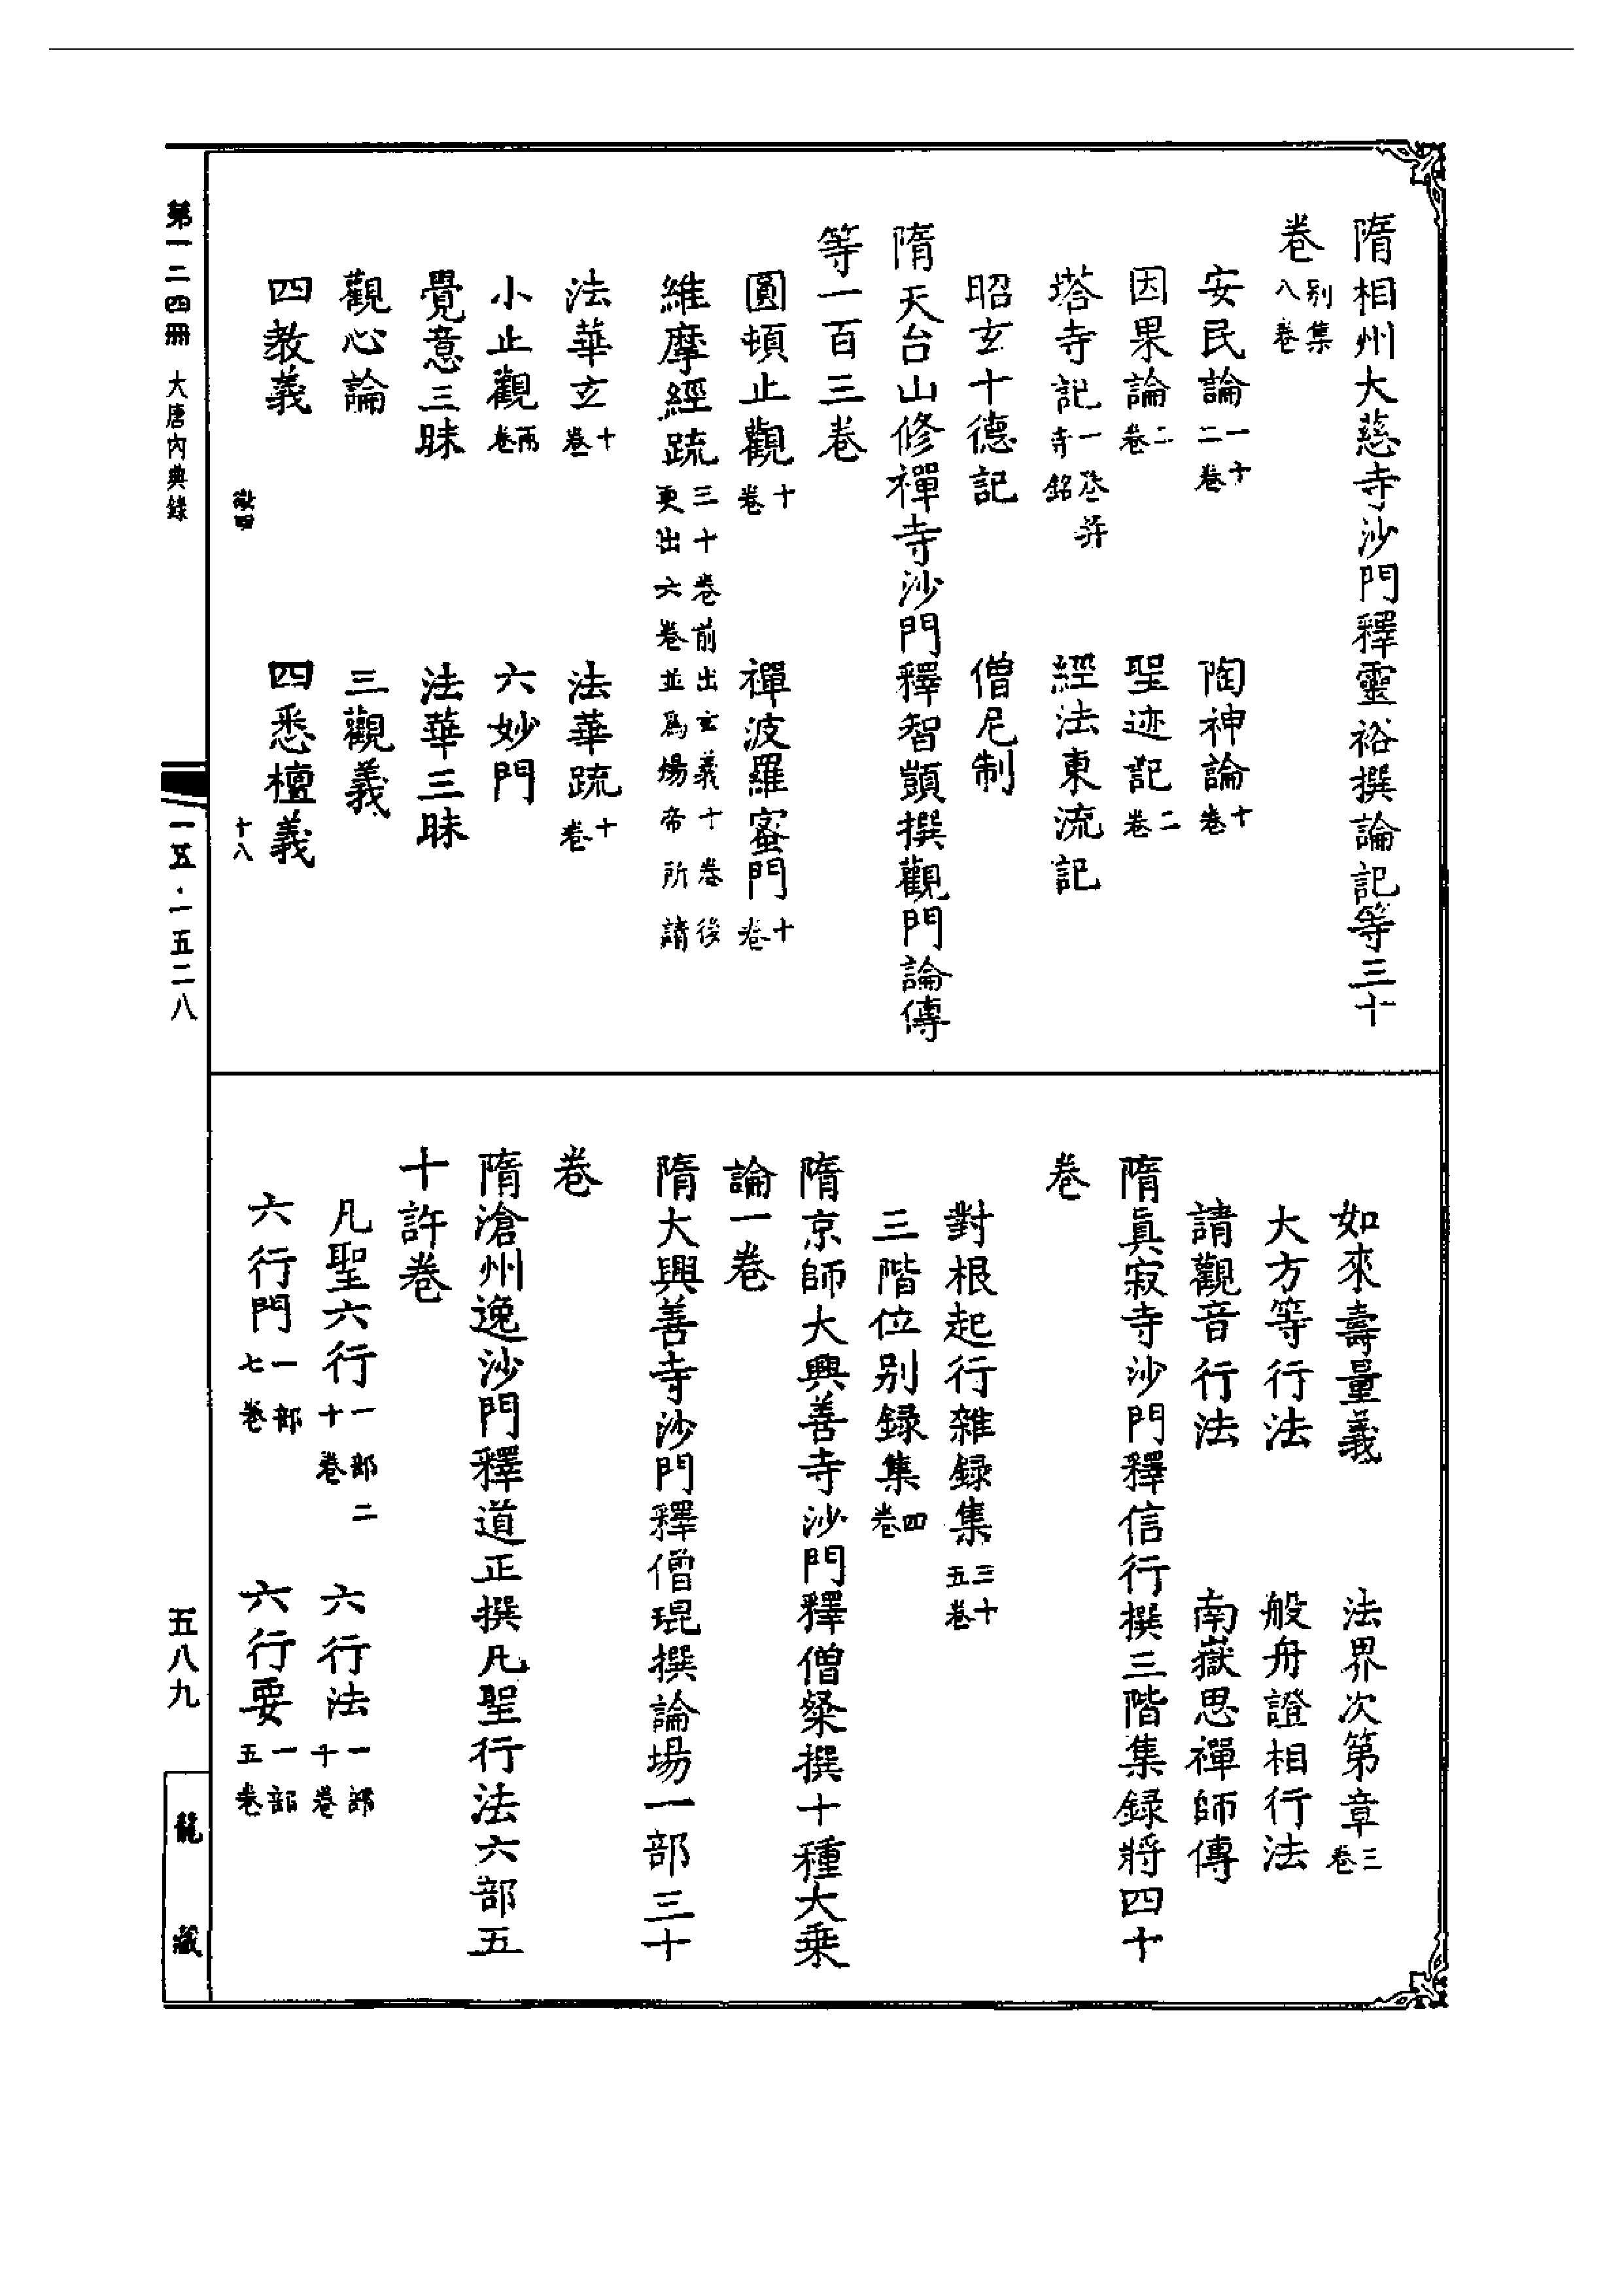 隋相州大慈寺沙門釋靈裕撰論記等三十
卷別集八卷
安民論一十二卷　陶神論十卷
因果論二卷　聖迹記二卷
塔寺記一卷并寺銘　經法東流記
昭玄十德記　僧尼制
隋天台山修禪寺沙門釋智顗撰觀門論傳
等一百三卷
圓頓止觀十卷　禪波羅蜜門十卷
維摩經疏三十卷前出玄義十卷後更出六卷並爲煬帝所請
法華玄十卷　法華疏十卷
小止觀兩卷　六妙門
覺意三昧　法華三昧
觀心論　三觀義
四教義　四悉檀義
十八
如來壽量義　法界次第章三卷
大方等行法　般舟證相行法
請觀音行法　南嶽思禪師傳
隋真寂寺沙門釋信行撰三階集録將四十
卷
對根起行雜録集三十五卷
三階位別録集四卷
隋京師大興善寺沙門釋僧粲撰十種大乗
論一卷
隋大興善寺沙門釋僧琨撰論場一部三十
卷
隋滄州逸沙門釋道正撰凡聖行法六部五
十許卷
凡聖六行一部二十卷　六行法一部十卷
六行門一部七卷　六行要一部五卷
第一二四冊　大唐內典錄
一五·一五二八
五八九
龍藏